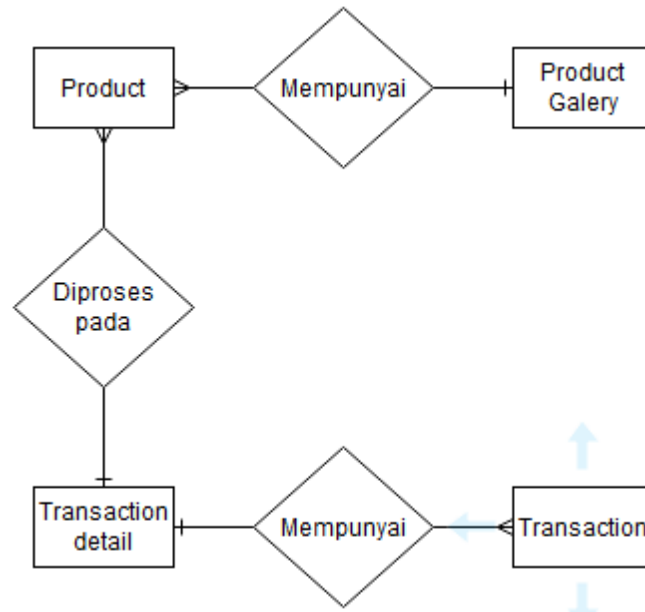 Product
Mempunyai
Product
Galery
Diproses
pada
Transaction
detail
Mempunyai
Transaction